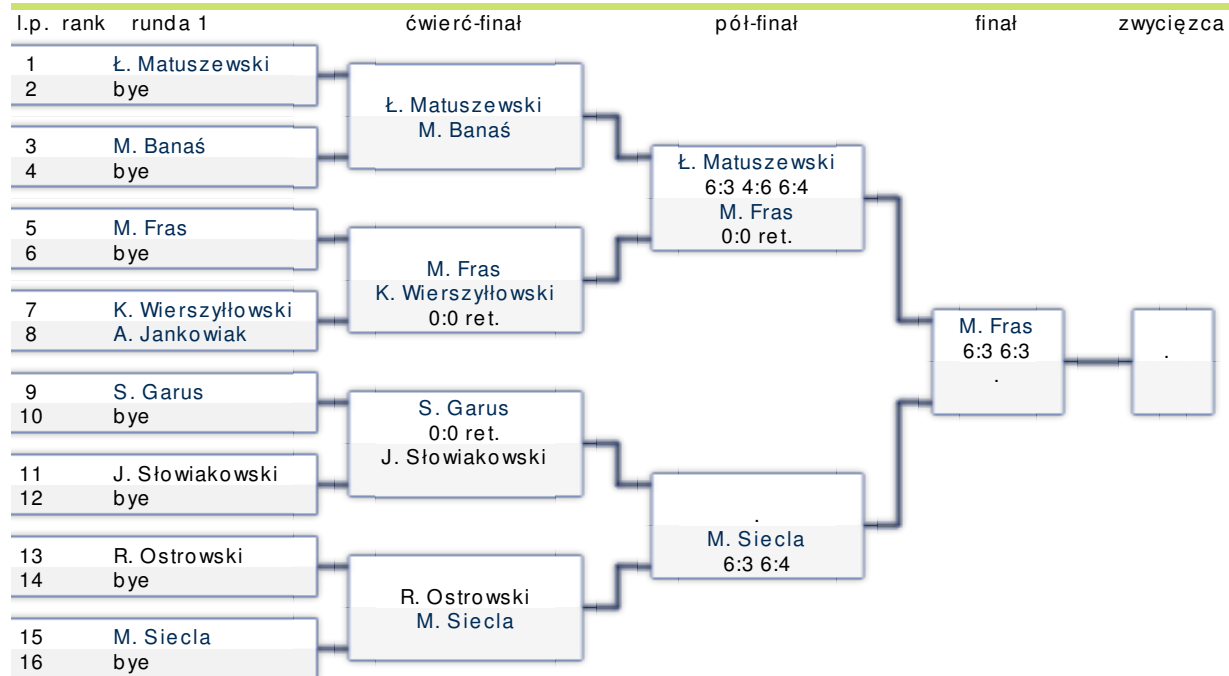 l.p. rank runda 1 ćwierć-finał pół-finał finał zwycięzca
1 Ł. Matuszewski
2 bye
3 M. Banaś
4 bye
5 M. Fras
6 bye
7 K. Wierszyłłowski
8 A. Jankowiak
9 S. Garus
10 bye
11 J. Słowiakowski
12 bye
13 R. Ostrowski
14 bye
15 M. Siecla
16 bye
Ł. Matuszewski
M. Banaś
M. Fras
K. Wierszyłłowski
0:0 ret.
S. Garus
0:0 ret.
J. Słowiakowski
R. Ostrowski
M. Siecla
Ł. Matuszewski
6:3 4:6 6:4
M. Fras
0:0 ret.
.
M. Siecla
6:3 6:4
M. Fras
6:3 6:3
.
.